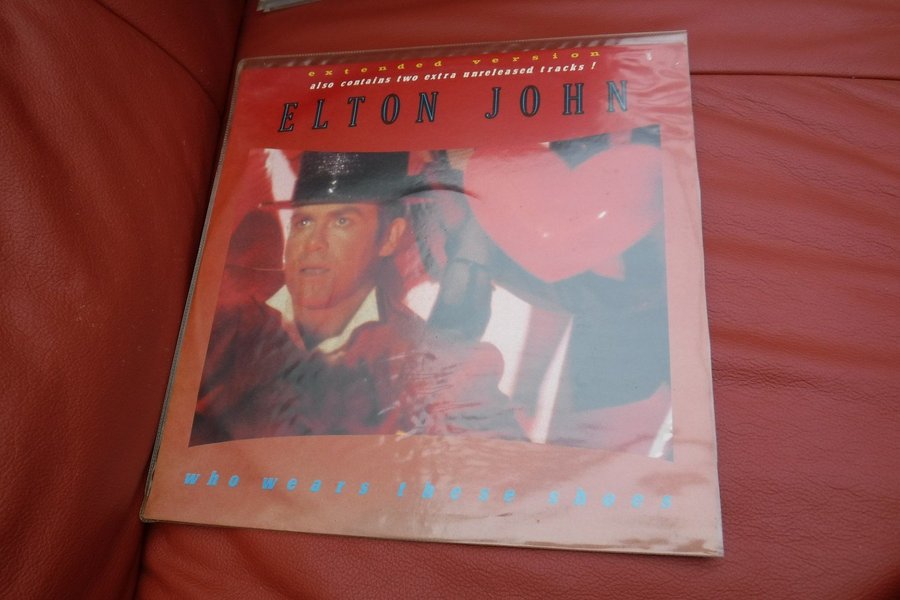 extended version
also contains two extra unreleased tracks !
ELTON JOHN
who wears these shoes